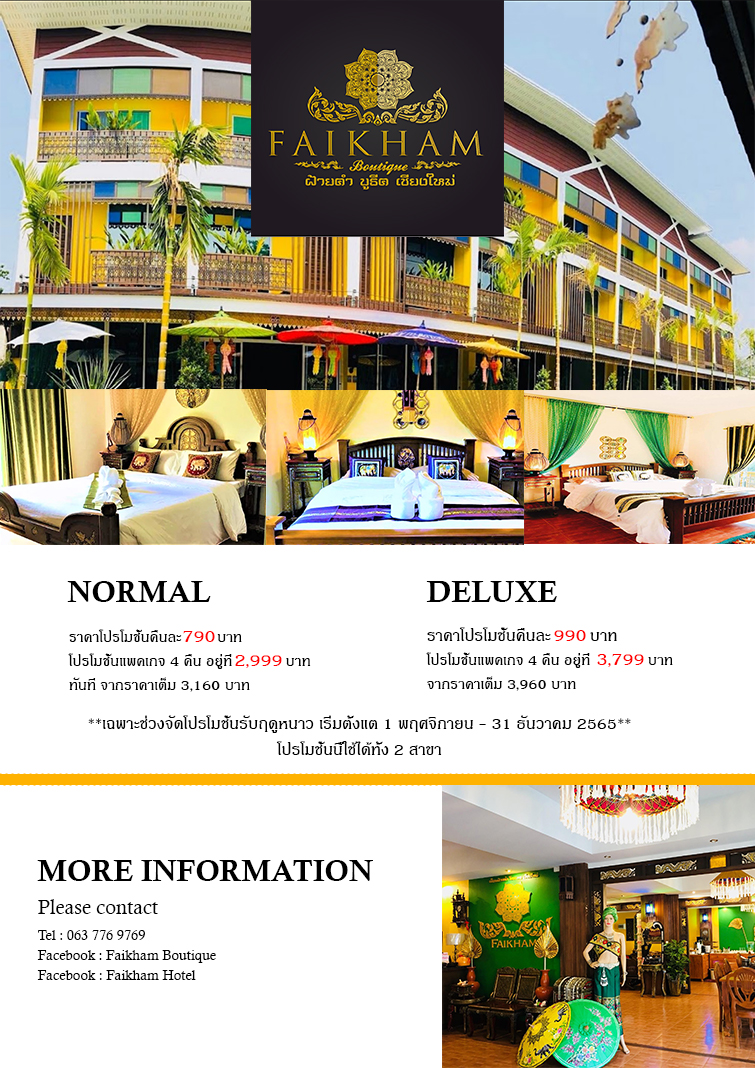 FAIKHAM
Boutique
ฝ้ายคำ บูธีค เชียงใหม่
NORMAL
ราคาโปรโมชั่นคืนละ 790 บาท
โปรโมชั่นแพคเกจ 4 คืน อยู่ที่ 2,999 บาท
ทันที จากราคาเต็ม 3,160 บาท
DELUXE
ราคาโปรโมชั่นคืนละ 990 บาท
โปรโมชั่นแพคเกจ 4 คืน อยู่ที่ 3,799 บาท
จากราคาเต็ม 3,960 บาท
**เฉพาะช่วงจัดโปรโมชั่นรับฤดูหนาว เริ่มตั้งแต่ 1 พฤศจิกายน - 31 ธันวาคม 2565**
โปรโมชั่นนี้ใช้ได้ทั้ง 2 สาขา
MORE INFORMATION
Please contact
Tel : 063 776 9769
Facebook : Faikham Boutique
Facebook : Faikham Hotel
FAIKHAM